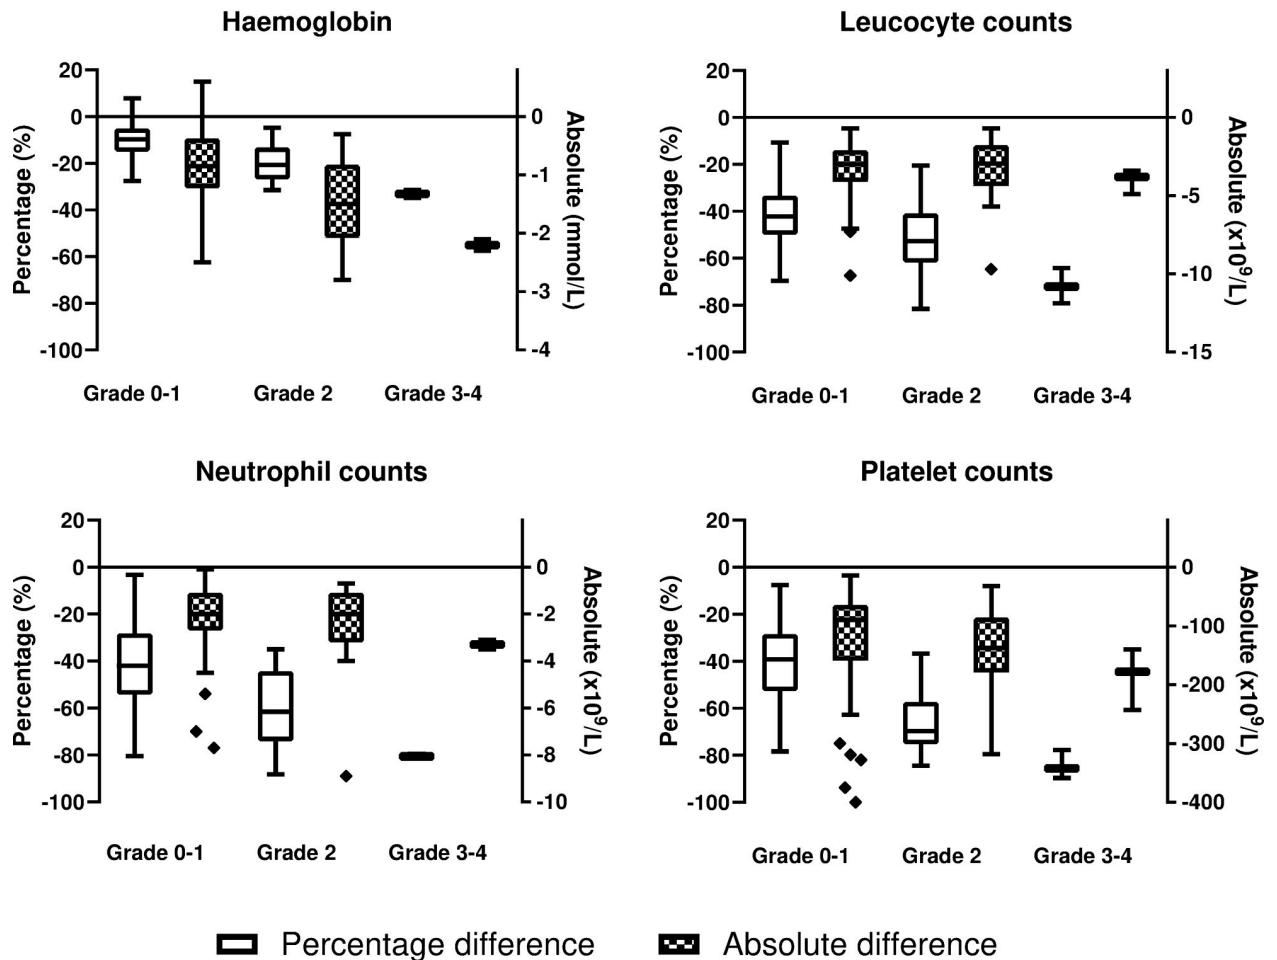 Haemoglobin
Percentage (%)
20
0
-20
-40
-60
-80
-100
0
-1
-2
-3
-4
Absolute (mmol/L)
Grade 0-1 Grade 2 Grade 3-4
Leucocyte counts
Percentage (%)
20
0
-20
-40
-60
-80
-100
0
-5
-10
-15
Absolute (x10⁹/L)
Grade 0-1 Grade 2 Grade 3-4
Neutrophil counts
Percentage (%)
20
0
-20
-40
-60
-80
-100
0
-2
-4
-6
-8
-10
Absolute (x10⁹/L)
Grade 0-1 Grade 2 Grade 3-4
Platelet counts
Percentage (%)
20
0
-20
-40
-60
-80
-100
0
-100
-200
-300
-400
Absolute (x10⁹/L)
Grade 0-1 Grade 2 Grade 3-4
Percentage difference Absolute difference